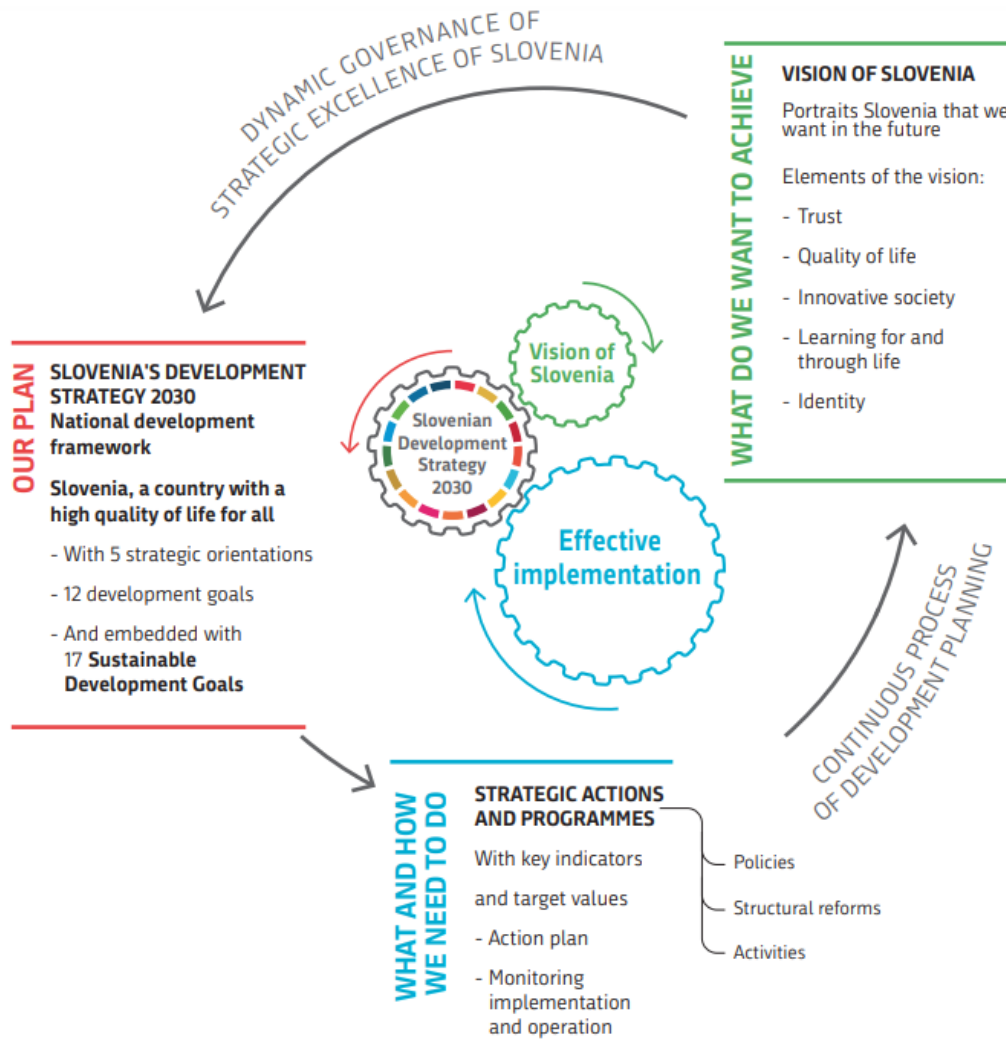 DYNAMIC GOVERNANCE OF
STRATEGIC EXCELLENCE OF SLOVENIA
WHAT DO WE WANT TO ACHIEVE
VISION OF SLOVENIA
Portraits Slovenia that we
want in the future
Elements of the vision:
- Trust
- Quality of life
- Innovative society
- Learning for and
through life
- Identity
OUR PLAN
SLOVENIA'S DEVELOPMENT
STRATEGY 2030
National development
framework
Slovenia, a country with a
high quality of life for all
- With 5 strategic orientations
- 12 development goals
- And embedded with
17 Sustainable
Development Goals
Vision of
Slovenia
Slovenian
Development
Strategy
2030
Effective
implementation
CONTINUOUS PROCESS
OF DEVELOPMENT PLANNING
WHAT AND HOW
WE NEED TO DO
STRATEGIC ACTIONS
AND PROGRAMMES
With key indicators
and target values
- Action plan
- Monitoring
implementation
and operation
Policies
Structural reforms
Activities